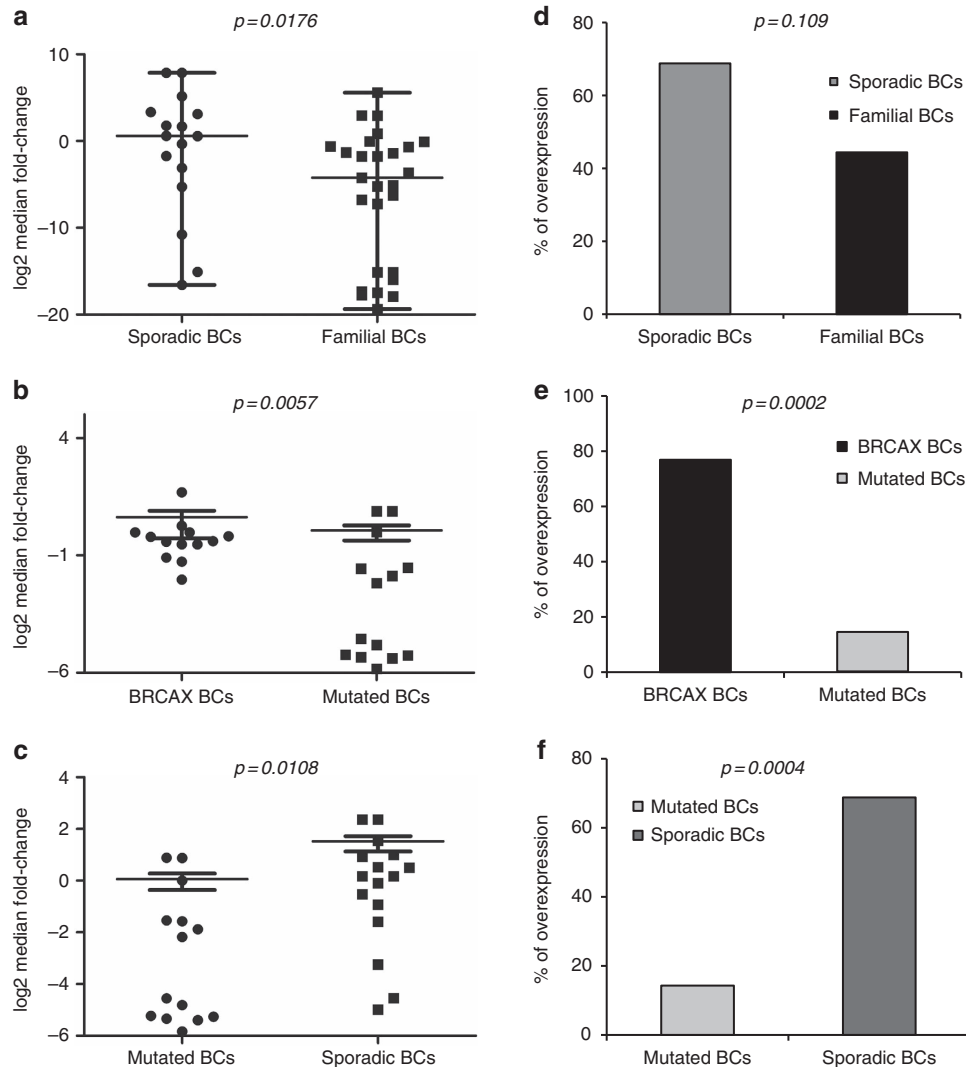 a
p=0.0176
log2 median fold-change
10
0
−10
−20
Sporadic BCs
Familial BCs
b
p=0.0057
log2 median fold-change
4
−1
−6
BRCAX BCs
Mutated BCs
c
p=0.0108
log2 median fold-change
4
2
0
−2
−4
−6
Mutated BCs
Sporadic BCs
d
p=0.109
% of overexpression
80
60
40
20
0
Sporadic BCs
Familial BCs
Sporadic BCs
Familial BCs
e
p=0.0002
% of overexpression
100
80
60
40
20
0
BRCAX BCs
Mutated BCs
BRCAX BCs
Mutated BCs
f
p=0.0004
% of overexpression
80
60
40
20
0
Mutated BCs
Sporadic BCs
Mutated BCs
Sporadic BCs